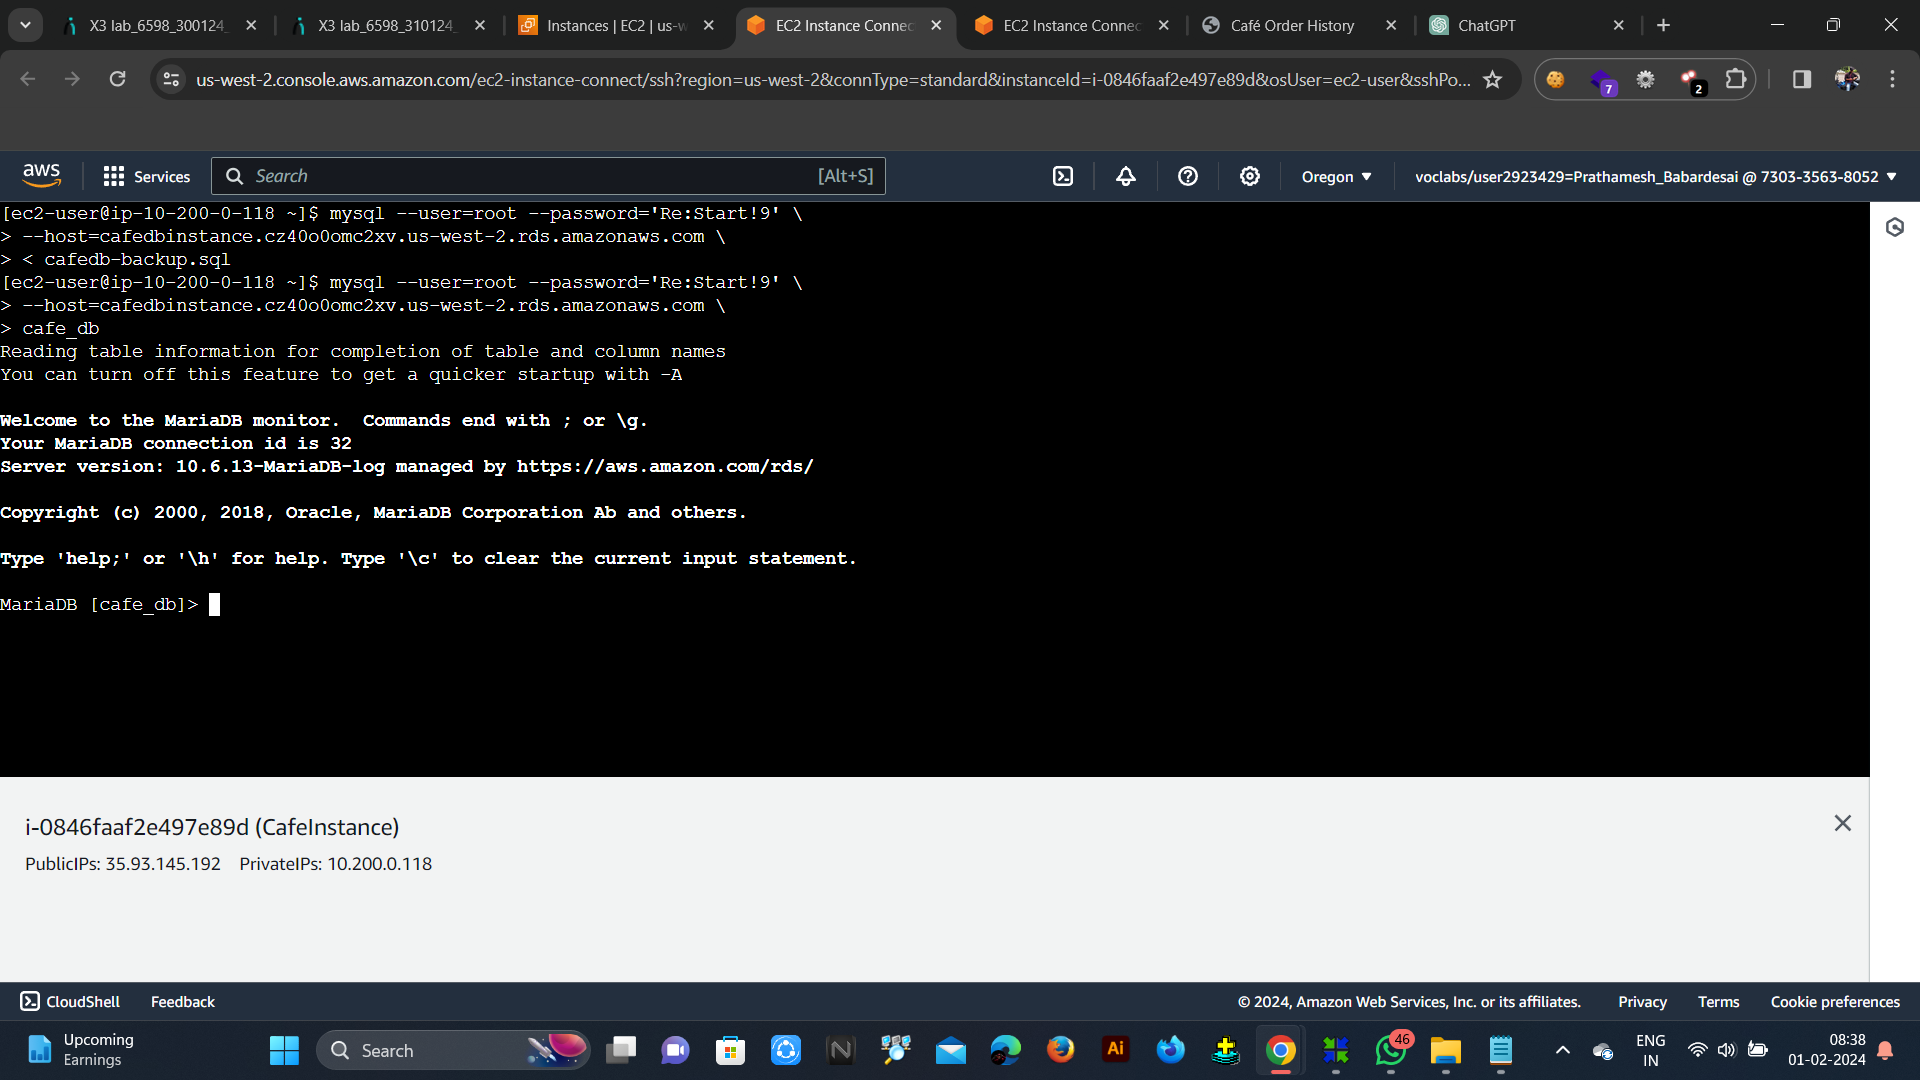 X3 lab_6598_300124_
X3 lab_6598_310124_
Instances | EC2 | us-w
EC2 Instance Connec
EC2 Instance Connec
Café Order History
ChatGPT
us-west-2.console.aws.amazon.com/ec2-instance-connect/ssh?region=us-west-2&connType=standard&instanceId=i-0846faaf2e497e89d&osUser=ec2-user&sshPo...
7
2
aws
Services
Search
[Alt+S]
Oregon
voclabs/user2923429=Prathamesh_Babardesai @ 7303-3563-8052
[ec2-user@ip-10-200-0-118 ~]$ mysql --user=root --password='Re:Start!9' \
> --host=cafedbinstance.cz40o0omc2xv.us-west-2.rds.amazonaws.com \
> < cafedb-backup.sql
[ec2-user@ip-10-200-0-118 ~]$ mysql --user=root --password='Re:Start!9' \
> --host=cafedbinstance.cz40o0omc2xv.us-west-2.rds.amazonaws.com \
> cafe_db
Reading table information for completion of table and column names
You can turn off this feature to get a quicker startup with -A
Welcome to the MariaDB monitor.  Commands end with ; or \g.
Your MariaDB connection id is 32
Server version: 10.6.13-MariaDB-log managed by https://aws.amazon.com/rds/
Copyright (c) 2000, 2018, Oracle, MariaDB Corporation Ab and others.
Type 'help;' or '\h' for help. Type '\c' to clear the current input statement.
MariaDB [cafe_db]>
i-0846faaf2e497e89d (CafeInstance)
PublicIPs: 35.93.145.192    PrivateIPs: 10.200.0.118
CloudShell
Feedback
© 2024, Amazon Web Services, Inc. or its affiliates.
Privacy
Terms
Cookie preferences
Upcoming
Earnings
Search
Ai
46
ENG
IN
08:38
01-02-2024